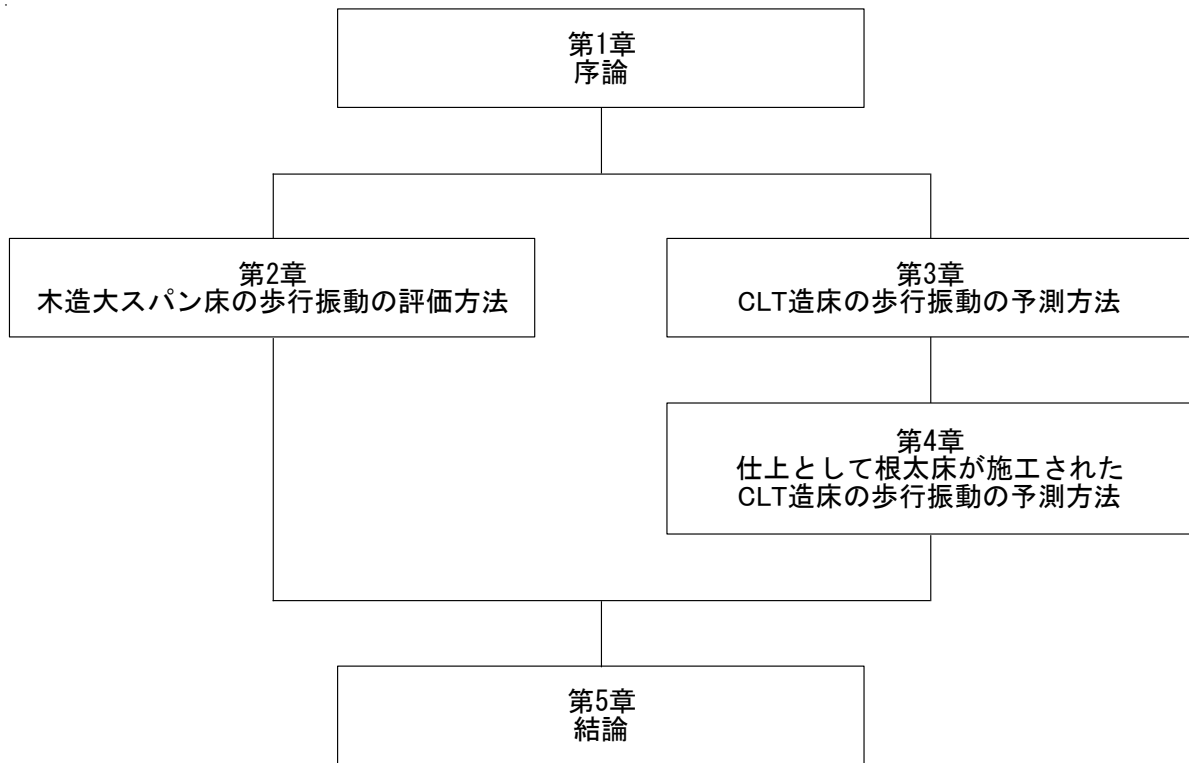 第1章
序論
第2章
木造大スパン床の歩行振動の評価方法
第3章
CLT造床の歩行振動の予測方法
第4章
仕上として根太床が施工された
CLT造床の歩行振動の予測方法
第5章
結論